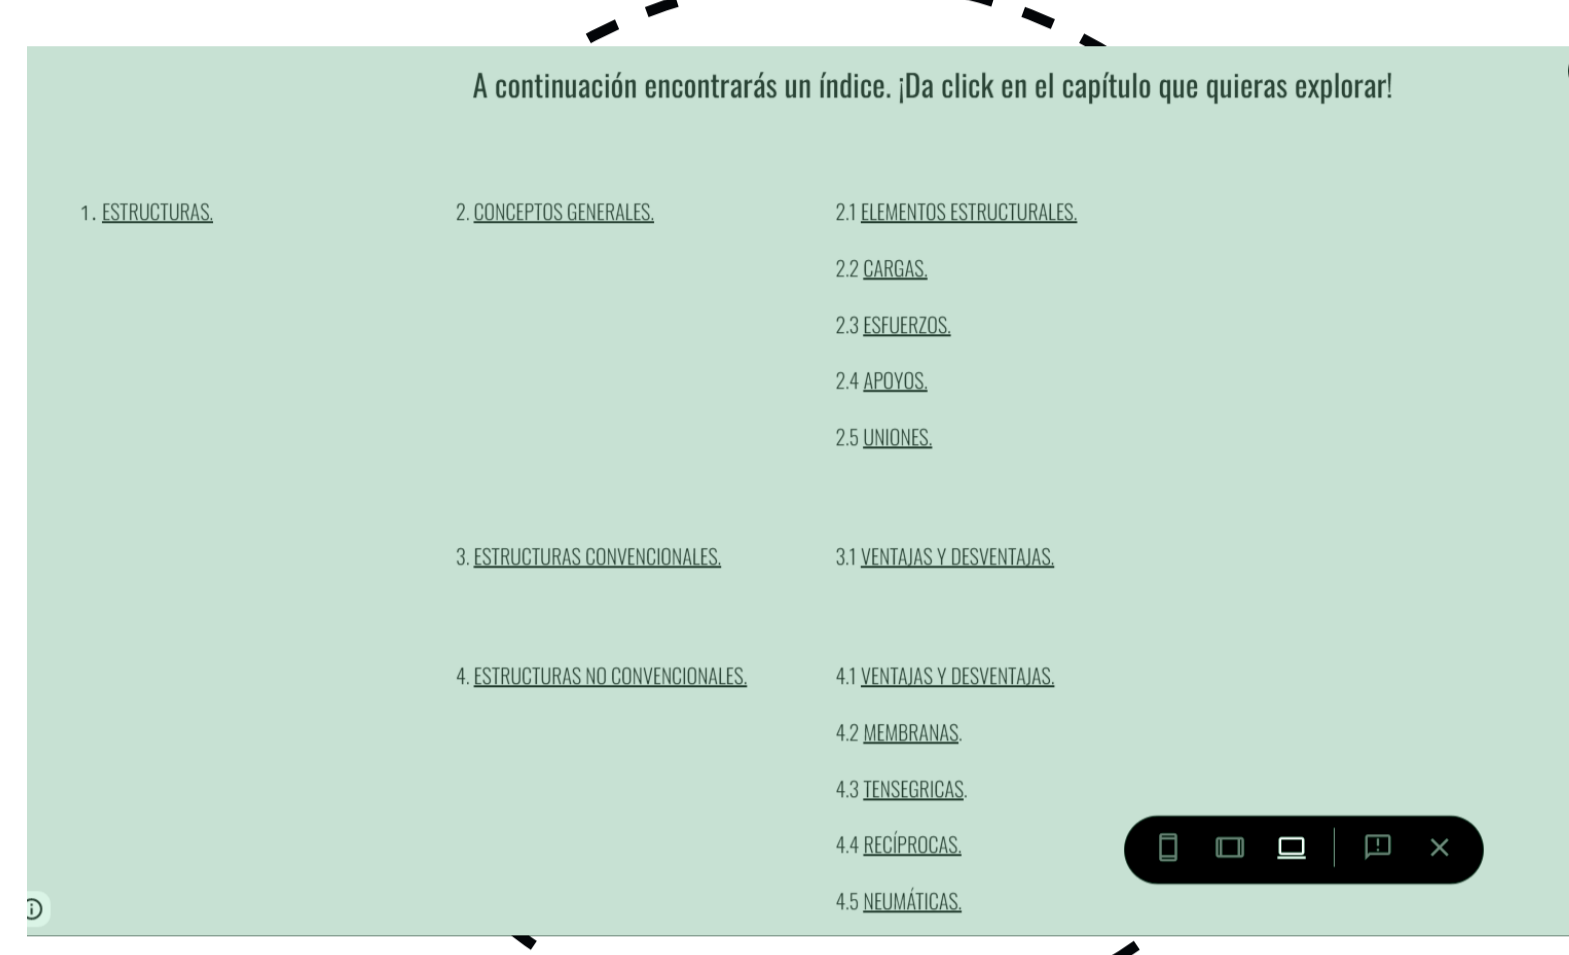 A continuación encontrarás un índice. ¡Da click en el capítulo que quieras explorar!
1. ESTRUCTURAS.
2. CONCEPTOS GENERALES.
2.1 ELEMENTOS ESTRUCTURALES.
2.2 CARGAS.
2.3 ESFUERZOS.
2.4 APOYOS.
2.5 UNIONES.
3. ESTRUCTURAS CONVENCIONALES.
3.1 VENTAJAS Y DESVENTAJAS.
4. ESTRUCTURAS NO CONVENCIONALES.
4.1 VENTAJAS Y DESVENTAJAS.
4.2 MEMBRANAS.
4.3 TENSEGRICAS.
4.4 RECÍPROCAS.
4.5 NEUMÁTICAS.